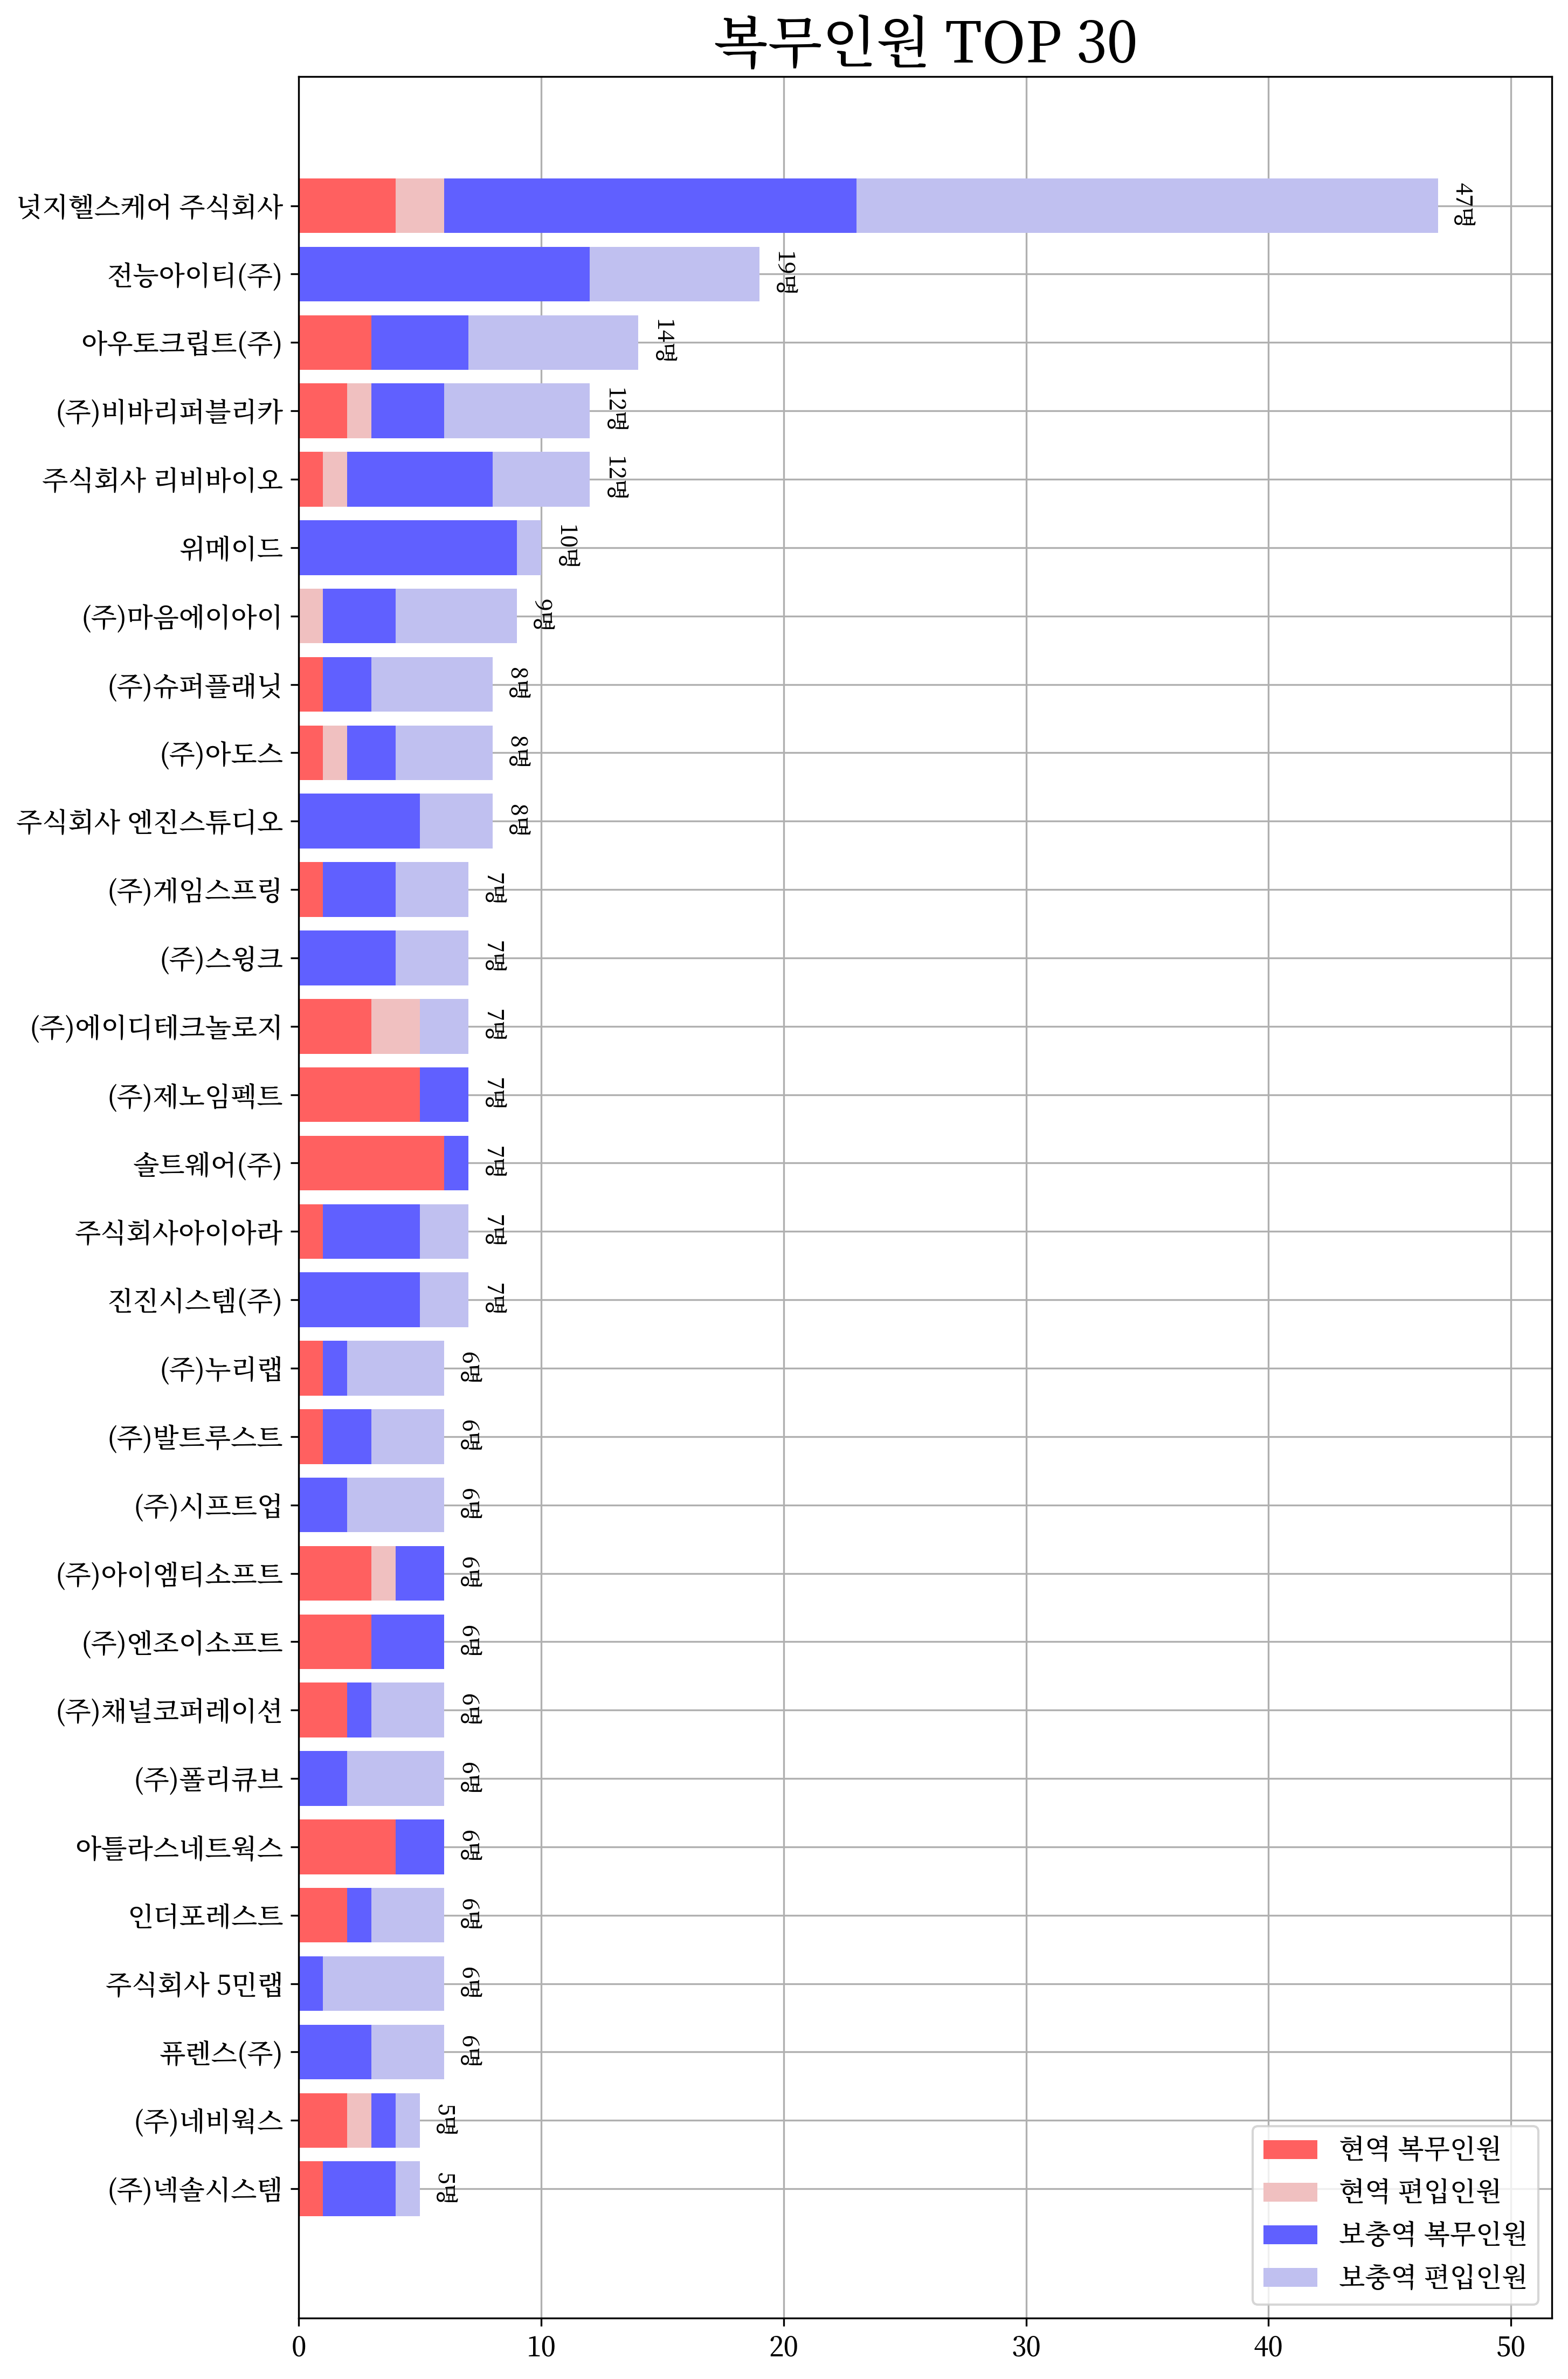 복무인원 TOP 30
넛지헬스케어 주식회사 47명
전능아이티(주) 19명
아우토크립트(주) 14명
(주)비바리퍼블리카 12명
주식회사 리비바이오 12명
위메이드 10명
(주)마음에이아이 9명
(주)슈퍼플래닛 8명
(주)아도스 8명
주식회사 엔진스튜디오 8명
(주)게임스프링 7명
(주)스윙크 7명
(주)에이디테크놀로지 7명
(주)제노임펙트 7명
솔트웨어(주) 7명
주식회사아이아라 7명
진진시스템(주) 7명
(주)누리랩 6명
(주)발트루스트 6명
(주)시프트업 6명
(주)아이엠티소프트 6명
(주)엔조이소프트 6명
(주)채널코퍼레이션 6명
(주)폴리큐브 6명
아틀라스네트웍스 6명
인더포레스트 6명
주식회사 5민랩 6명
퓨렌스(주) 6명
(주)네비웍스 5명
(주)넥솔시스템 5명
현역 복무인원
현역 편입인원
보충역 복무인원
보충역 편입인원
0 10 20 30 40 50